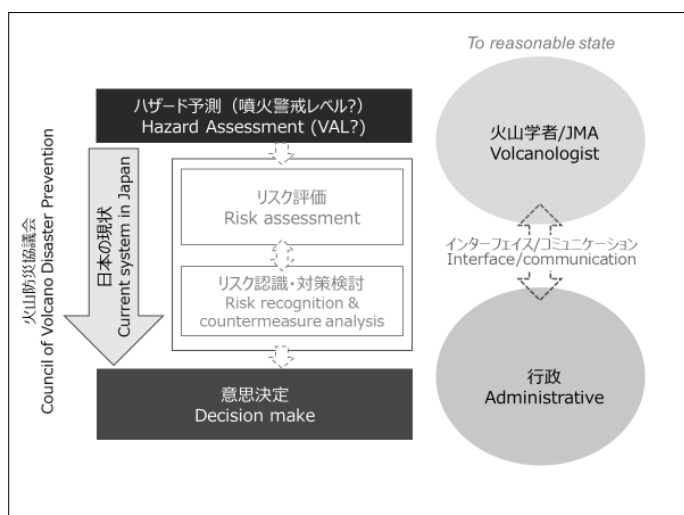 To reasonable state
ハザード予測（噴火警戒レベル?）
Hazard Assessment (VAL?)
火山学者/JMA
Volcanologist
リスク評価
Risk assessment
インターフェイス/コミュニケーション
Interface/communication
リスク認識・対策検討
Risk recognition &
countermeasure analysis
火山防災協議会
Council of Volcano Disaster Prevention
日本の現状
Current system in Japan
意思決定
Decision make
行政
Administrative